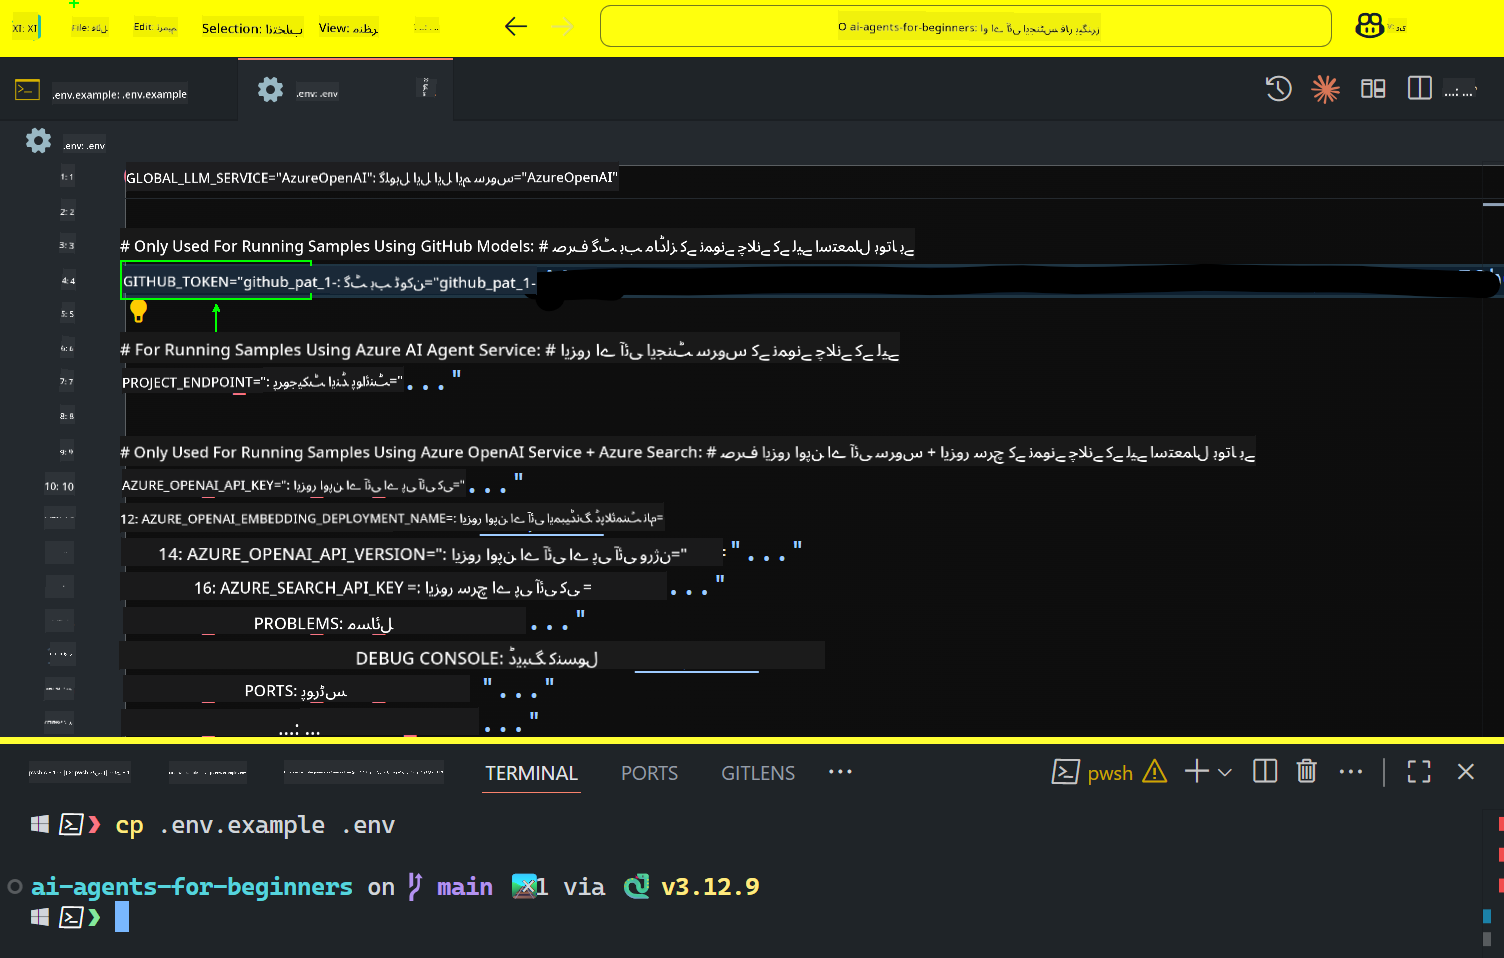 XI: XI File: فائل Edit: ترمیم Selection: انتخاب View: منظر ai-agents-for-beginners:
.env.example: .env.example .env: .env
.env: .env
1: 1 GLOBAL_LLM_SERVICE="AzureOpenAI": گلوبل ایل ایل ایم سروس="AzureOpenAI"
2: 2
3: 3 # Only Used For Running Samples Using GitHub Models: # صرف گٹ ہب ماڈلز کے نمونے چلانے کے لیے استعمال ہوتا ہے
4: 4 GITHUB_TOKEN="github_pat_1-: گٹ ہب ٹوکن="github_pat_1-
5: 5
6: 6 # For Running Samples Using Azure AI Agent Service: # ایزور اے آئی ایجنٹ سروس کے نمونے چلانے کے لیے
7: 7 PROJECT_ENDPOINT=": پروجیکٹ اینڈپوائنٹ=" ..."
8: 8
9: 9 # Only Used For Running Samples Using Azure OpenAI Service + Azure Search: # صرف ایزور اوپن اے آئی سروس + ایزور سرچ کے نمونے چلانے کے لیے استعمال ہوتا ہے
10: 10 AZURE_OPENAI_API_KEY=": ایزور اوپن اے آئی اے پی آئی کی=" ..."
12: AZURE_OPENAI_EMBEDDING_DEPLOYMENT_NAME=: ایزور اوپن اے آئی ایمبیڈنگ ڈپلائمنٹ نام=
14: AZURE_OPENAI_API_VERSION=": ایزور اوپن اے آئی اے پی آئی ورژن=" = "..."
16: AZURE_SEARCH_API_KEY =: ایزور سرچ اے پی آئی کی = ..."
PROBLEMS: مسائل ..."
DEBUG CONSOLE: ڈیبگ کنسول
PORTS: پورٹس "..."
...: ... ..."
TERMINAL PORTS GITLENS ... pwsh
cp .env.example .env
ai-agents-for-beginners on main 1 via v3.12.9